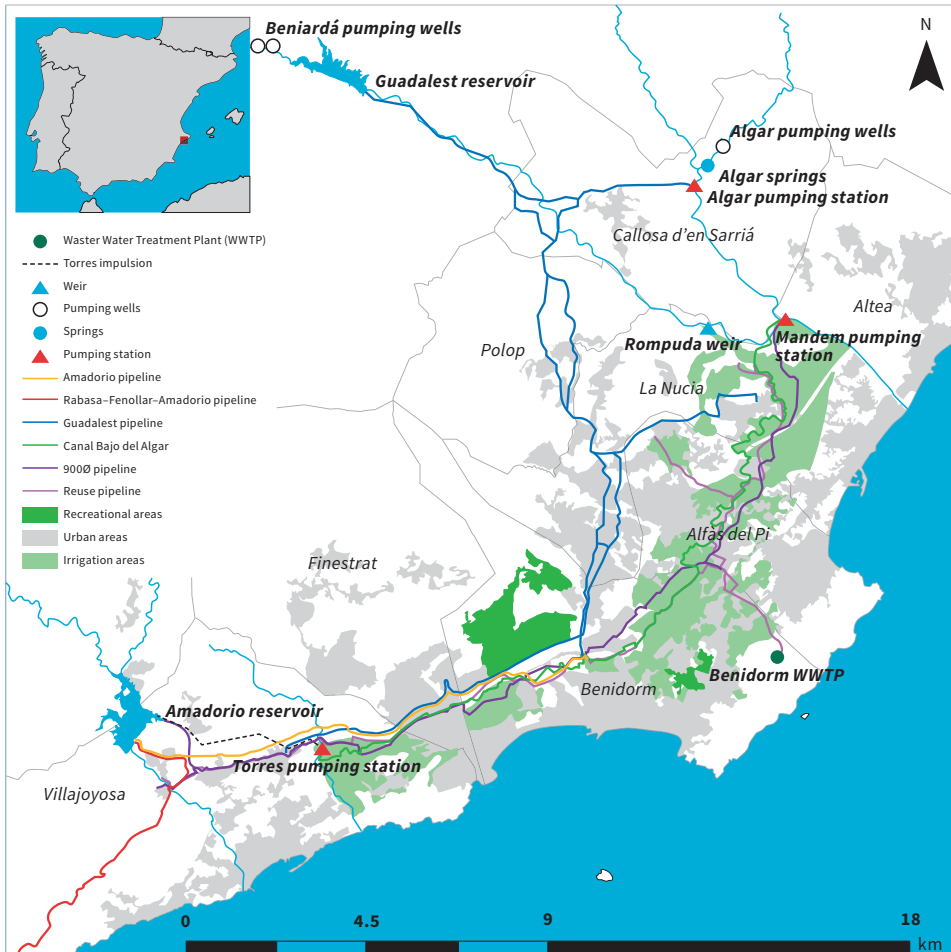 Beniardá pumping wells
N
Guadalest reservoir
Algar pumping wells
Algar springs
Algar pumping station
Callosa d'en Sarriá
Waster Water Treatment Plant (WWTP)
Torres impulsion
Weir
Pumping wells
Springs
Pumping station
Amadorio pipeline
Rabasa–Fenollar–Amadorio pipeline
Guadalest pipeline
Canal Bajo del Algar
900Ø pipeline
Reuse pipeline
Recreational areas
Urban areas
Irrigation areas
Altea
Rompuda weir
Mandem pumping
station
Polop
La Nucia
Alfàs del Pi
Finestrat
Benidorm
Benidorm WWTP
Amadorio reservoir
Torres pumping station
Villajoyosa
0
4.5
9
18
km